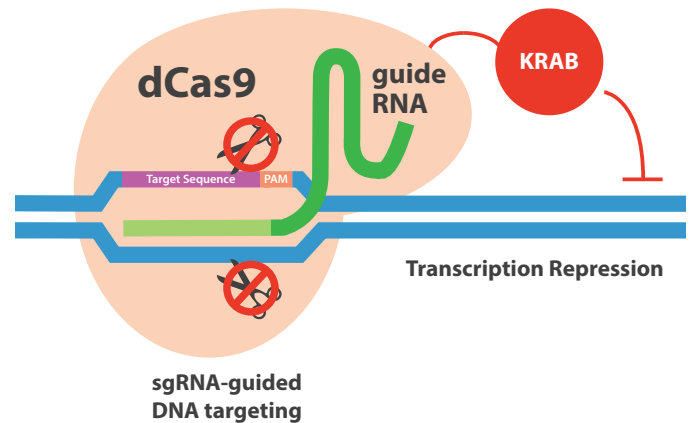 KRAB
dCas9
guide
RNA
Target Sequence
PAM
Transcription Repression
sgRNA-guided
DNA targeting